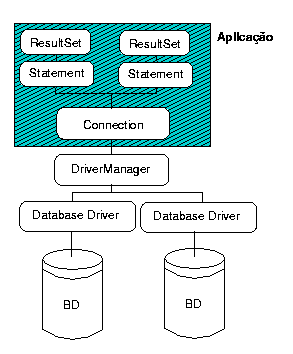 ResultSet
ResultSet
Aplicação
Statement
Statement
Connection
DriverManager
Database Driver
Database Driver
BD
BD